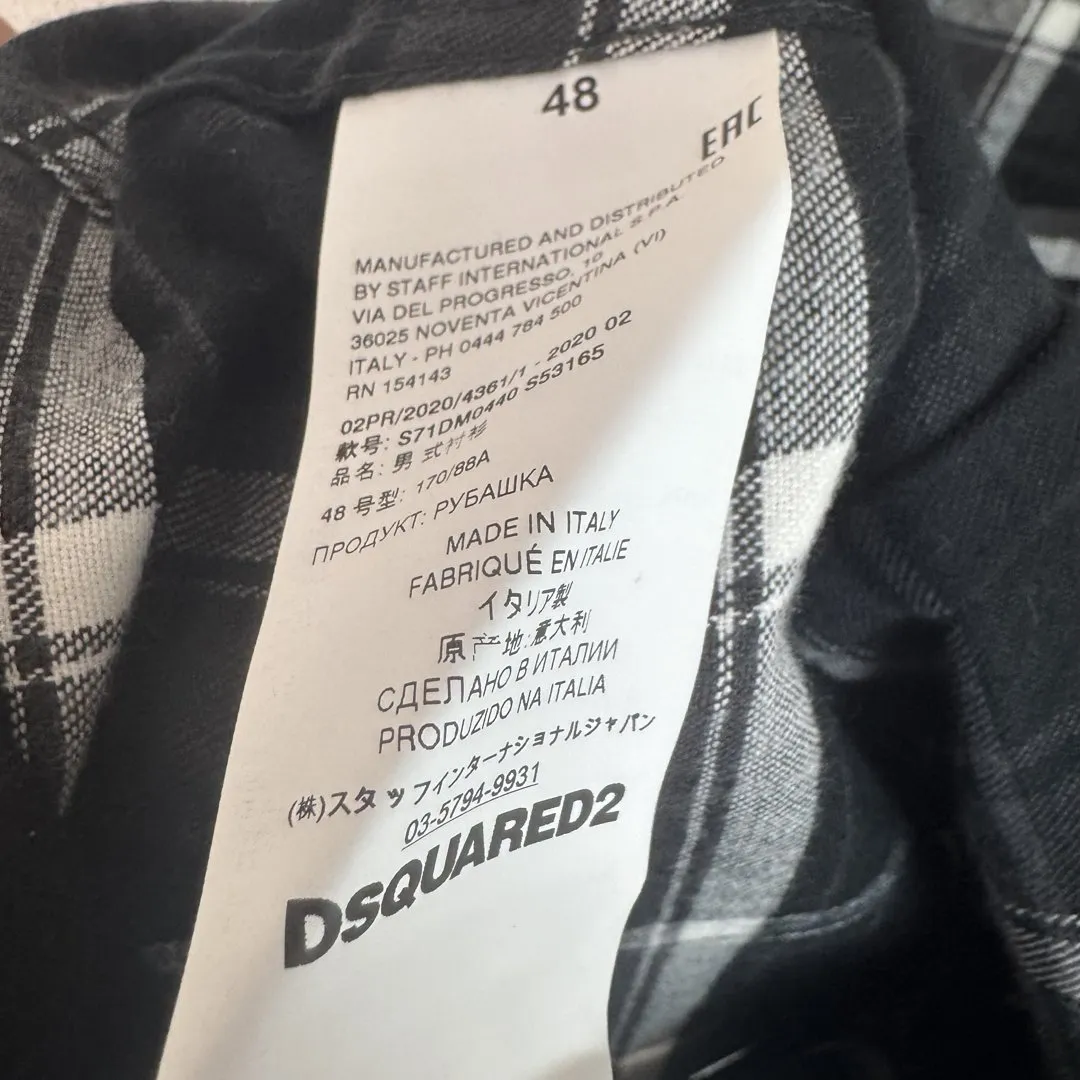 48
EAC
MANUFACTURED AND DISTRIBUTED
BY STAFF INTERNATIONAL S.P.A.
VIA DEL PROGRESSO, 10
36025 NOVENTA VICENTINA (VI)
ITALY - PH 0444 784 500
RN 154143
02PR/2020/4361/1 - 2020 02
款号: S71DM0440 S53165
品名: 男式衬衫
48 号型: 170/88A
ПРОДУКТ: РУБАШКА
MADE IN ITALY
FABRIQUÉ EN ITALIE
イタリア製
原产地:意大利
СДЕЛАНО В ИТАЛИИ
PRODUZIDO NA ITALIA
(株)スタッフインターナショナルジャパン
03-5794-9931
DSQUARED2